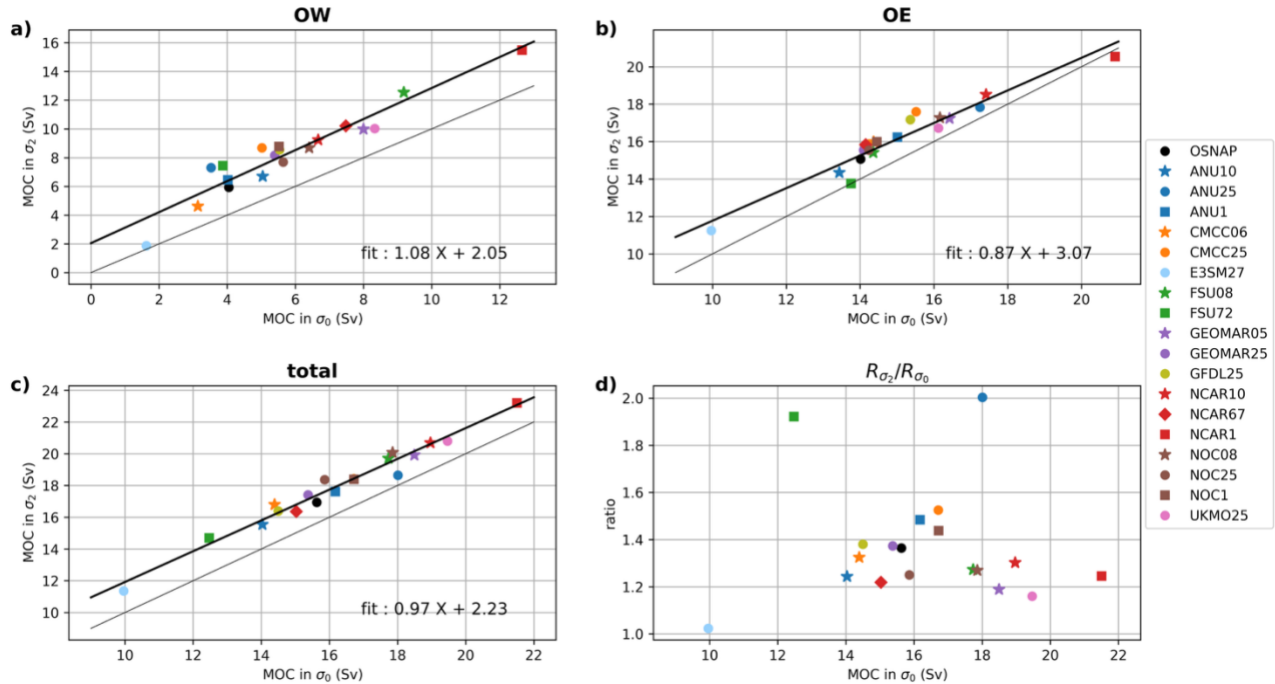 a)
OW
MOC in σ₂ (Sv)
16
14
12
10
8
6
4
2
0
fit : 1.08 X + 2.05
0 2 4 6 8 10 12
MOC in σ₀ (Sv)
b)
OE
MOC in σ₂ (Sv)
20
18
16
14
12
10
fit : 0.87 X + 3.07
10 12 14 16 18 20
MOC in σ₀ (Sv)
c)
total
MOC in σ₂ (Sv)
24
22
20
18
16
14
12
10
fit : 0.97 X + 2.23
10 12 14 16 18 20 22
MOC in σ₀ (Sv)
d)
Rσ₂/Rσ₀
ratio
2.0
1.8
1.6
1.4
1.2
1.0
10 12 14 16 18 20 22
MOC in σ₀ (Sv)
OSNAP
ANU10
ANU25
ANU1
CMCC06
CMCC25
E3SM27
FSU08
FSU72
GEOMAR05
GEOMAR25
GFDL25
NCAR10
NCAR67
NCAR1
NOC08
NOC25
NOC1
UKMO25